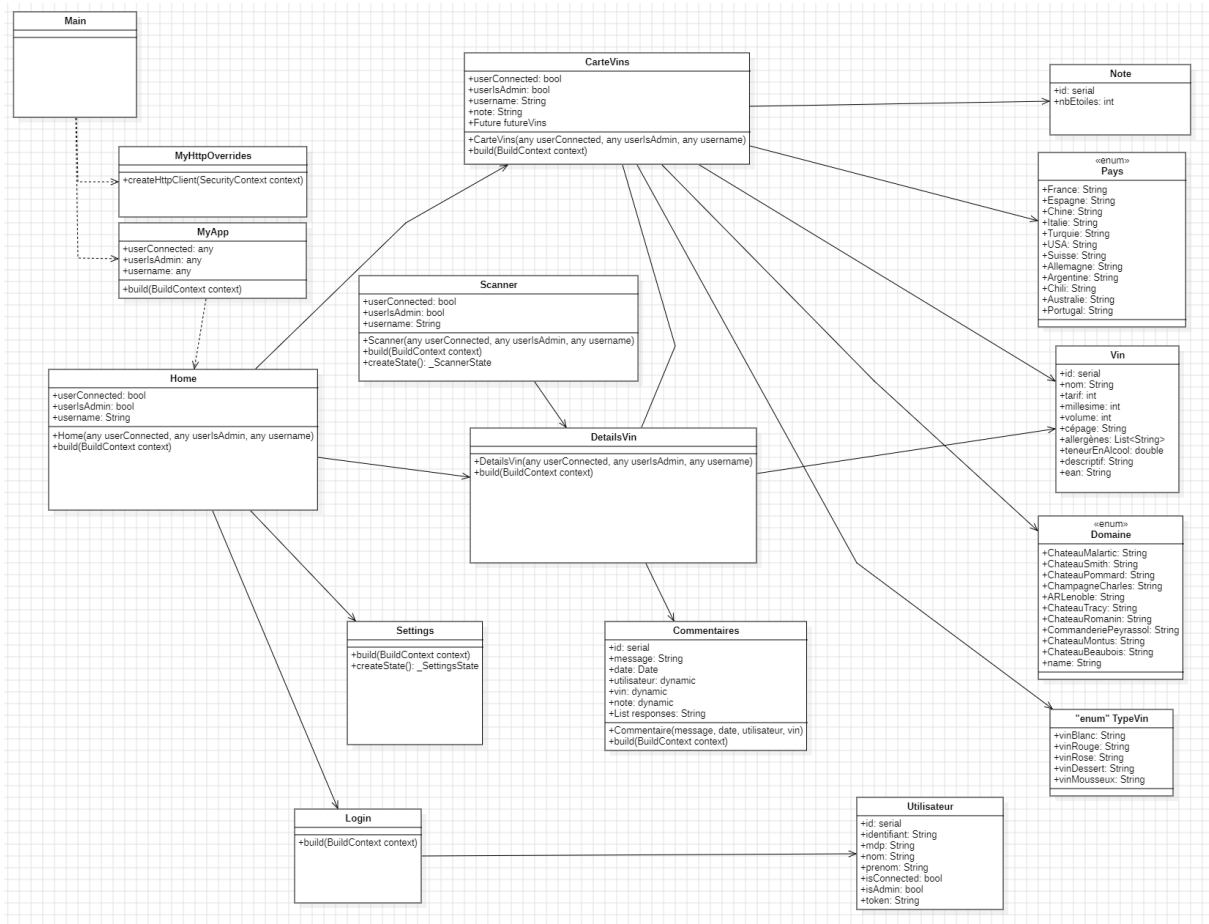 Main
MyHttpOverrides
+createHttpClient(SecurityContext context)
MyApp
+userConnected: any
+userIsAdmin: any
+username: any
+build(BuildContext context)
CarteVins
+userConnected: bool
+userIsAdmin: bool
+username: String
+note: String
+Future futureVins
+CarteVins(any userConnected, any userIsAdmin, any username)
+build(BuildContext context)
Note
+id: serial
+nbEtoiles: int
«enum»
Pays
+France: String
+Espagne: String
+Chine: String
+Italie: String
+Turquie: String
+USA: String
+Suisse: String
+Allemagne: String
+Argentine: String
+Chili: String
+Australie: String
+Portugal: String
Scanner
+userConnected: bool
+userIsAdmin: bool
+username: String
+Scanner(any userConnected, any userIsAdmin, any username)
+build(BuildContext context)
+createState(): _ScannerState
Home
+userConnected: bool
+userIsAdmin: bool
+username: String
+Home(any userConnected, any userIsAdmin, any username)
+build(BuildContext context)
Vin
+id: serial
+nom: String
+tarif: int
+millesime: int
+volume: int
+cépage: String
+allergènes: List<String>
+teneurEnAlcool: double
+descriptif: String
+ean: String
DetailsVin
+DetailsVin(any userConnected, any userIsAdmin, any username)
+build(BuildContext context)
«enum»
Domaine
+ChateauMalartic: String
+ChateauSmith: String
+ChateauPommard: String
+ChampagneCharles: String
+ARLenoble: String
+ChateauTracy: String
+ChateauRomanin: String
+CommanderiePeyrassol: String
+ChateauMontus: String
+ChateauBeaubois: String
+name: String
Settings
+build(BuildContext context)
+createState(): _SettingsState
Commentaires
+id: serial
+message: String
+date: Date
+utilisateur: dynamic
+vin: dynamic
+note: dynamic
+List responses: String
+Commentaire(message, date, utilisateur, vin)
+build(BuildContext context)
"enum" TypeVin
+vinBlanc: String
+vinRouge: String
+vinRose: String
+vinDessert: String
+vinMousseux: String
Login
+build(BuildContext context)
Utilisateur
+id: serial
+identifiant: String
+mdp: String
+nom: String
+prenom: String
+isConnected: bool
+isAdmin: bool
+token: String